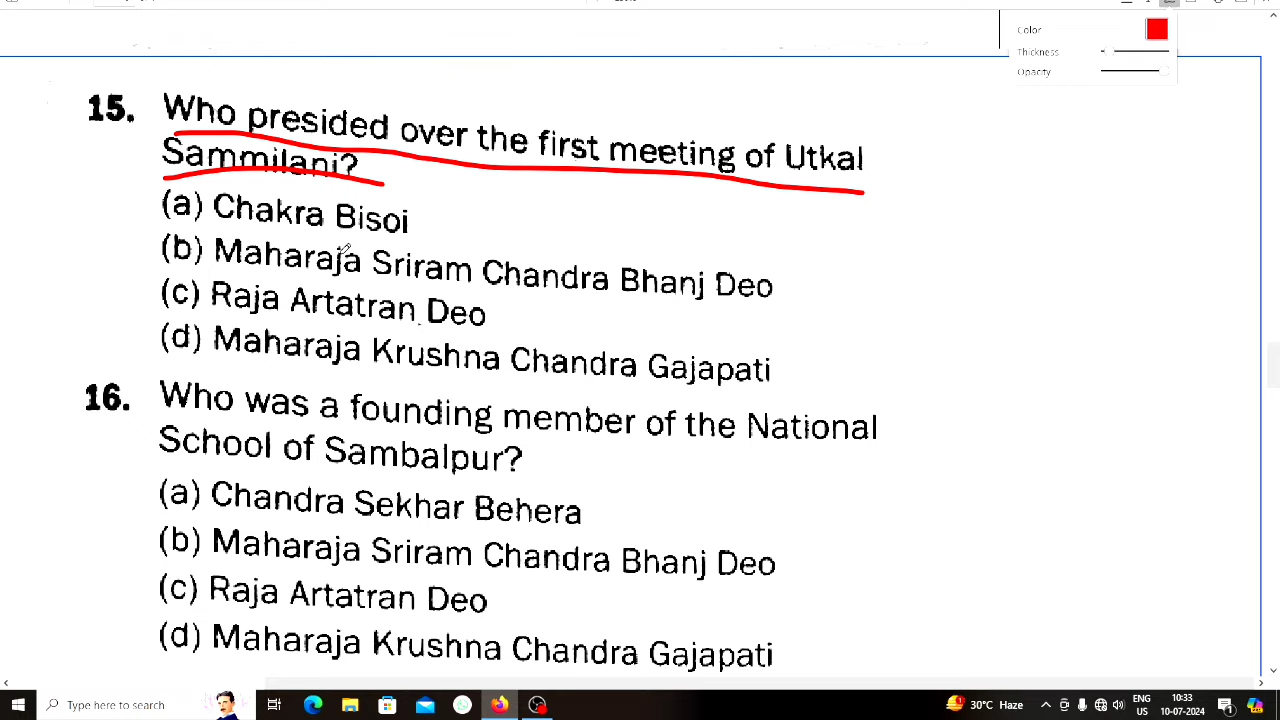 Color
Thickness
Opacity
15. Who presided over the first meeting of Utkal
Sammilani?
(a) Chakra Bisoi
(b) Maharaja Sriram Chandra Bhanj Deo
(c) Raja Artatran Deo
(d) Maharaja Krushna Chandra Gajapati
16. Who was a founding member of the National
School of Sambalpur?
(a) Chandra Sekhar Behera
(b) Maharaja Sriram Chandra Bhanj Deo
(c) Raja Artatran Deo
(d) Maharaja Krushna Chandra Gajapati
Type here to search
30°C Haze
ENG
US
10:33
10-07-2024